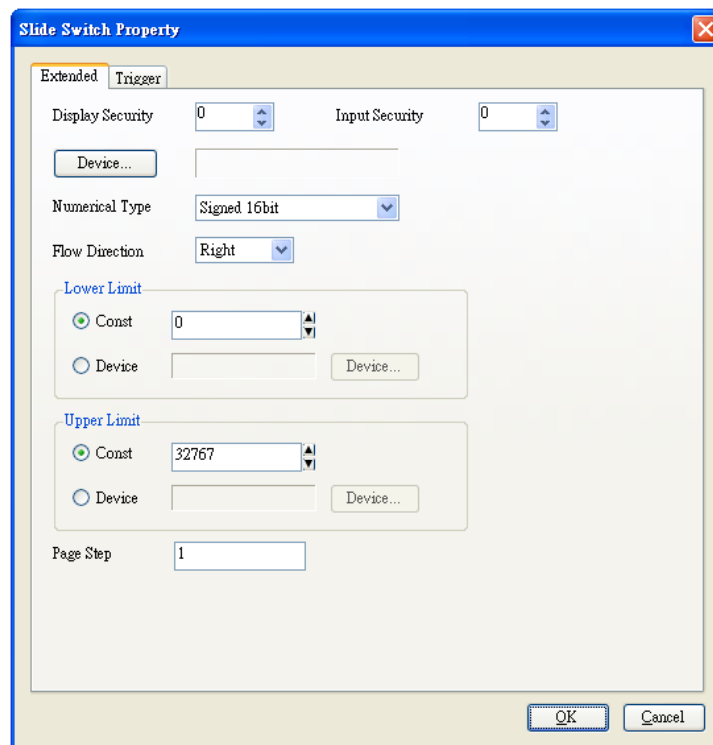 Slide Switch Property
Extended Trigger
Display Security 0 Input Security 0
Device...
Numerical Type Signed 16bit
Flow Direction Right
Lower Limit
Const 0
Device Device...
Upper Limit
Const 32767
Device Device...
Page Step 1
OK Cancel